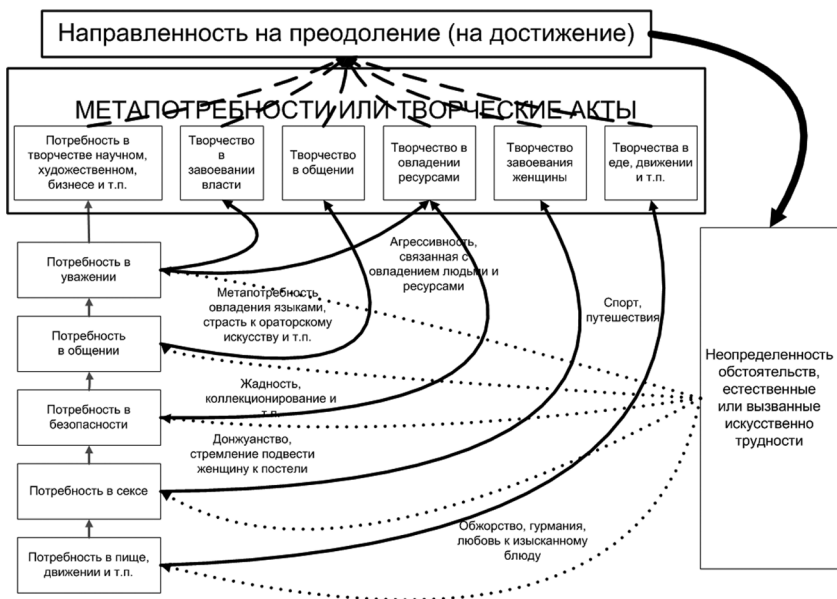 Направленность на преодоление (на достижение)
МЕТАПОТРЕБНОСТИ ИЛИ ТВОРЧЕСКИЕ АКТЫ
Потребность в
творчестве научном,
художественном,
бизнесе и т.п.
Творчество
в
завоевании
власти
Творчество
в общении
Творчество в
овладении
ресурсами
Творчество
завоевания
женщины
Творчества в
еде, движении
и т.п.
Потребность в
уважении
Агрессивность,
связанная с
овладением людьми и
ресурсами
Метапотребность
овладения языками,
страсть к ораторскому
искусству и т.п.
Спорт,
путешествия
Потребность
в общении
Неопределенность
обстоятельств,
естественные
или вызванные
искусственно
трудности
Жадность,
коллекционирование и
т.п.
Потребность в
безопасности
Донжуанство,
стремление подвести
женщину к постели
Потребность в сексе
Обжорство, гурмания,
любовь к изысканному
блюду
Потребность в пище,
движении и т.п.